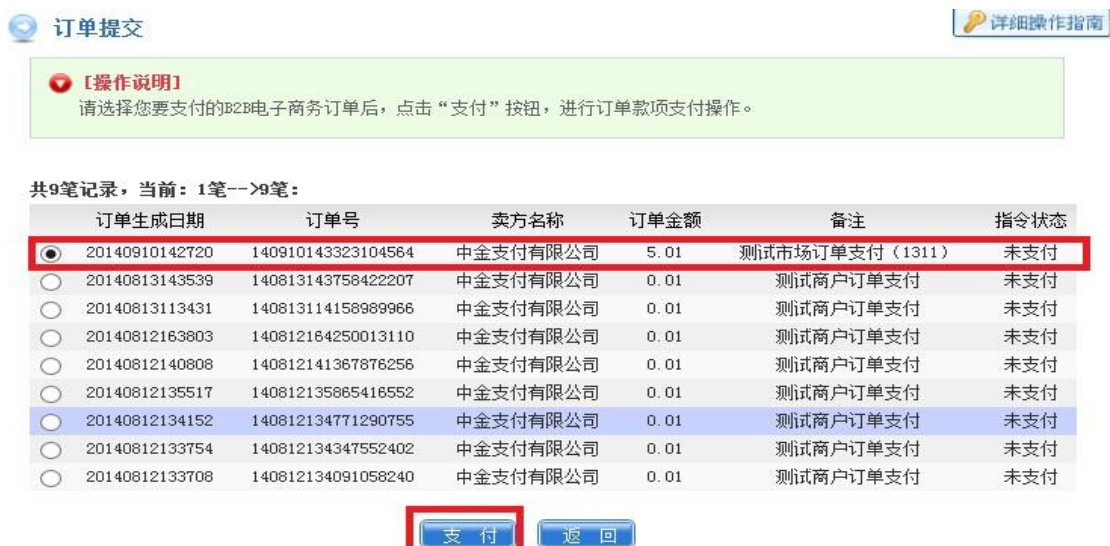 订单提交
详细操作指南
[操作说明]
请选择您要支付的B2B电子商务订单后，点击“支付”按钮，进行订单款项支付操作。
共9笔记录，当前：1笔-->9笔：
订单生成日期 订单号 卖方名称 订单金额 备注 指令状态
20140910142720 140910143323104564 中金支付有限公司 5.01 测试市场订单支付（1311） 未支付
20140813143539 140813143758422207 中金支付有限公司 0.01 测试商户订单支付 未支付
20140813113431 140813114158989966 中金支付有限公司 0.01 测试商户订单支付 未支付
20140812163803 140812164250013110 中金支付有限公司 0.01 测试商户订单支付 未支付
20140812140808 140812141367876256 中金支付有限公司 0.01 测试商户订单支付 未支付
20140812135517 140812135865416552 中金支付有限公司 0.01 测试商户订单支付 未支付
20140812134152 140812134771290755 中金支付有限公司 0.01 测试商户订单支付 未支付
20140812133754 140812134347552402 中金支付有限公司 0.01 测试商户订单支付 未支付
20140812133708 140812134091058240 中金支付有限公司 0.01 测试商户订单支付 未支付
支 付 返 回